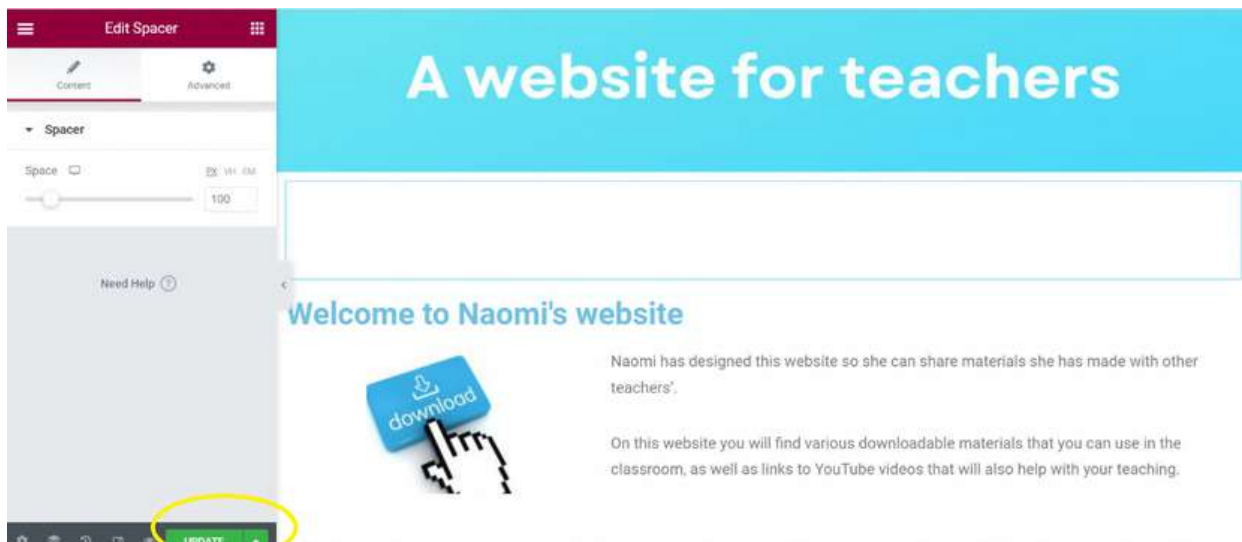 Edit Spacer
Content
Advanced
Spacer
Space
PX VH EM
100
Need Help ?
UPDATE
A website for teachers
Welcome to Naomi's website
download
Naomi has designed this website so she can share materials she has made with other
teachers'.
On this website you will find various downloadable materials that you can use in the
classroom, as well as links to YouTube videos that will also help with your teaching.